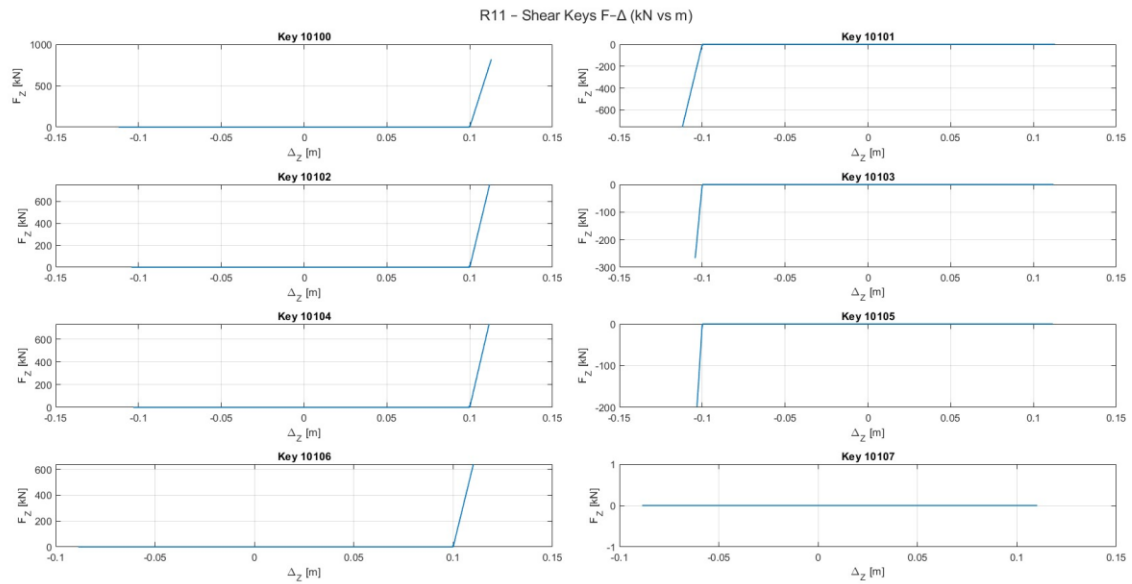 R11 – Shear Keys F–Δ (kN vs m)
Key 10100
1000
500
0
F_Z [kN]
-0.15 -0.1 -0.05 0 0.05 0.1 0.15
Δ_Z [m]
Key 10101
0
-200
-400
-600
F_Z [kN]
-0.15 -0.1 -0.05 0 0.05 0.1 0.15
Δ_Z [m]
Key 10102
600
400
200
0
F_Z [kN]
-0.15 -0.1 -0.05 0 0.05 0.1 0.15
Δ_Z [m]
Key 10103
0
-100
-200
-300
F_Z [kN]
-0.15 -0.1 -0.05 0 0.05 0.1 0.15
Δ_Z [m]
Key 10104
600
400
200
0
F_Z [kN]
-0.15 -0.1 -0.05 0 0.05 0.1 0.15
Δ_Z [m]
Key 10105
0
-100
-200
F_Z [kN]
-0.15 -0.1 -0.05 0 0.05 0.1 0.15
Δ_Z [m]
Key 10106
600
400
200
0
F_Z [kN]
-0.1 -0.05 0 0.05 0.1 0.15
Δ_Z [m]
Key 10107
1
0
-1
F_Z [kN]
-0.1 -0.05 0 0.05 0.1 0.15
Δ_Z [m]